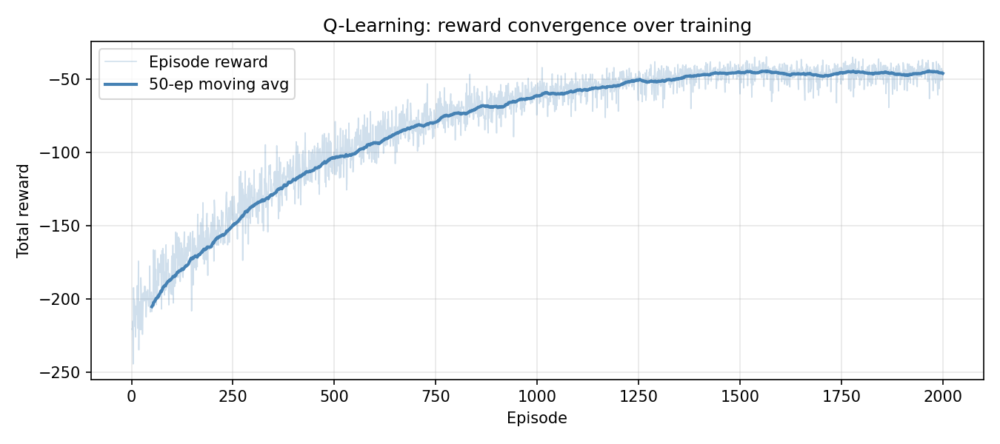 Q-Learning: reward convergence over training
Episode reward
50-ep moving avg
Total reward
−50
−100
−150
−200
−250
0 250 500 750 1000 1250 1500 1750 2000
Episode